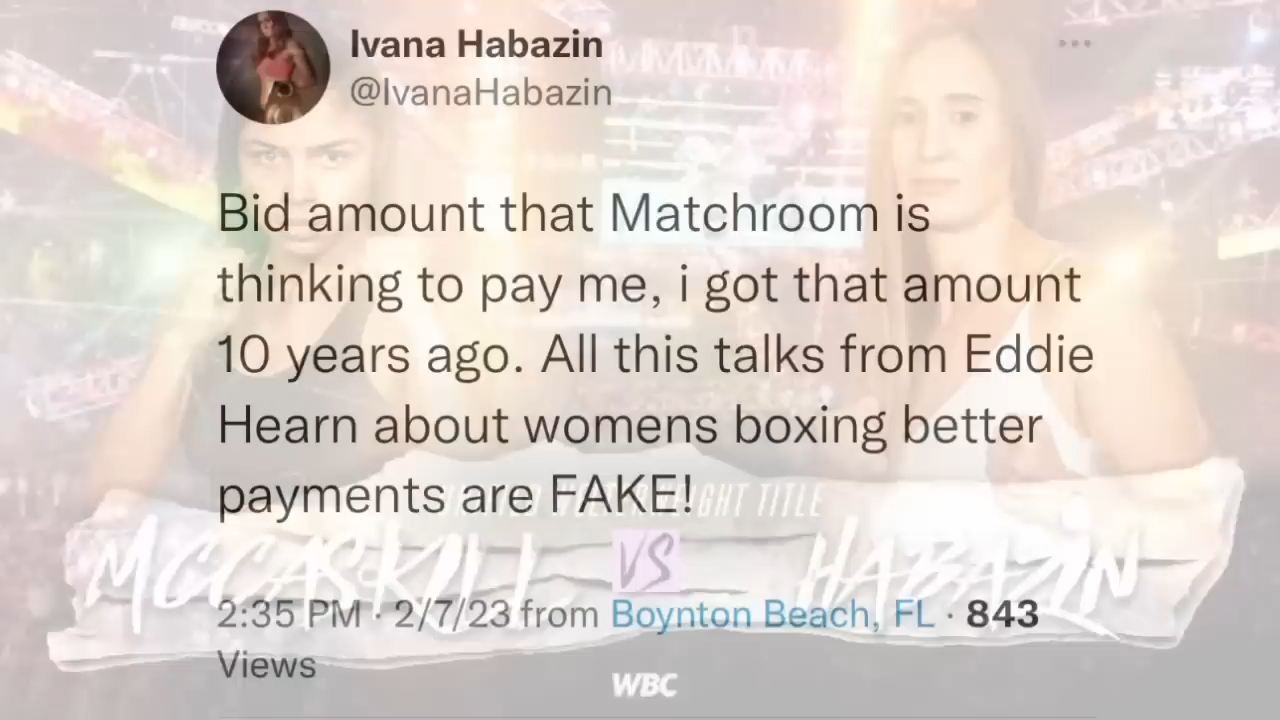 Ivana Habazin
@IvanaHabazin
Bid amount that Matchroom is
thinking to pay me, i got that amount
10 years ago. All this talks from Eddie
Hearn about womens boxing better
payments are FAKE!
TITLE
MCCASKILL VS HABAZIN
2:35 PM · 2/7/23 from Boynton Beach, FL · 843
Views
WBC